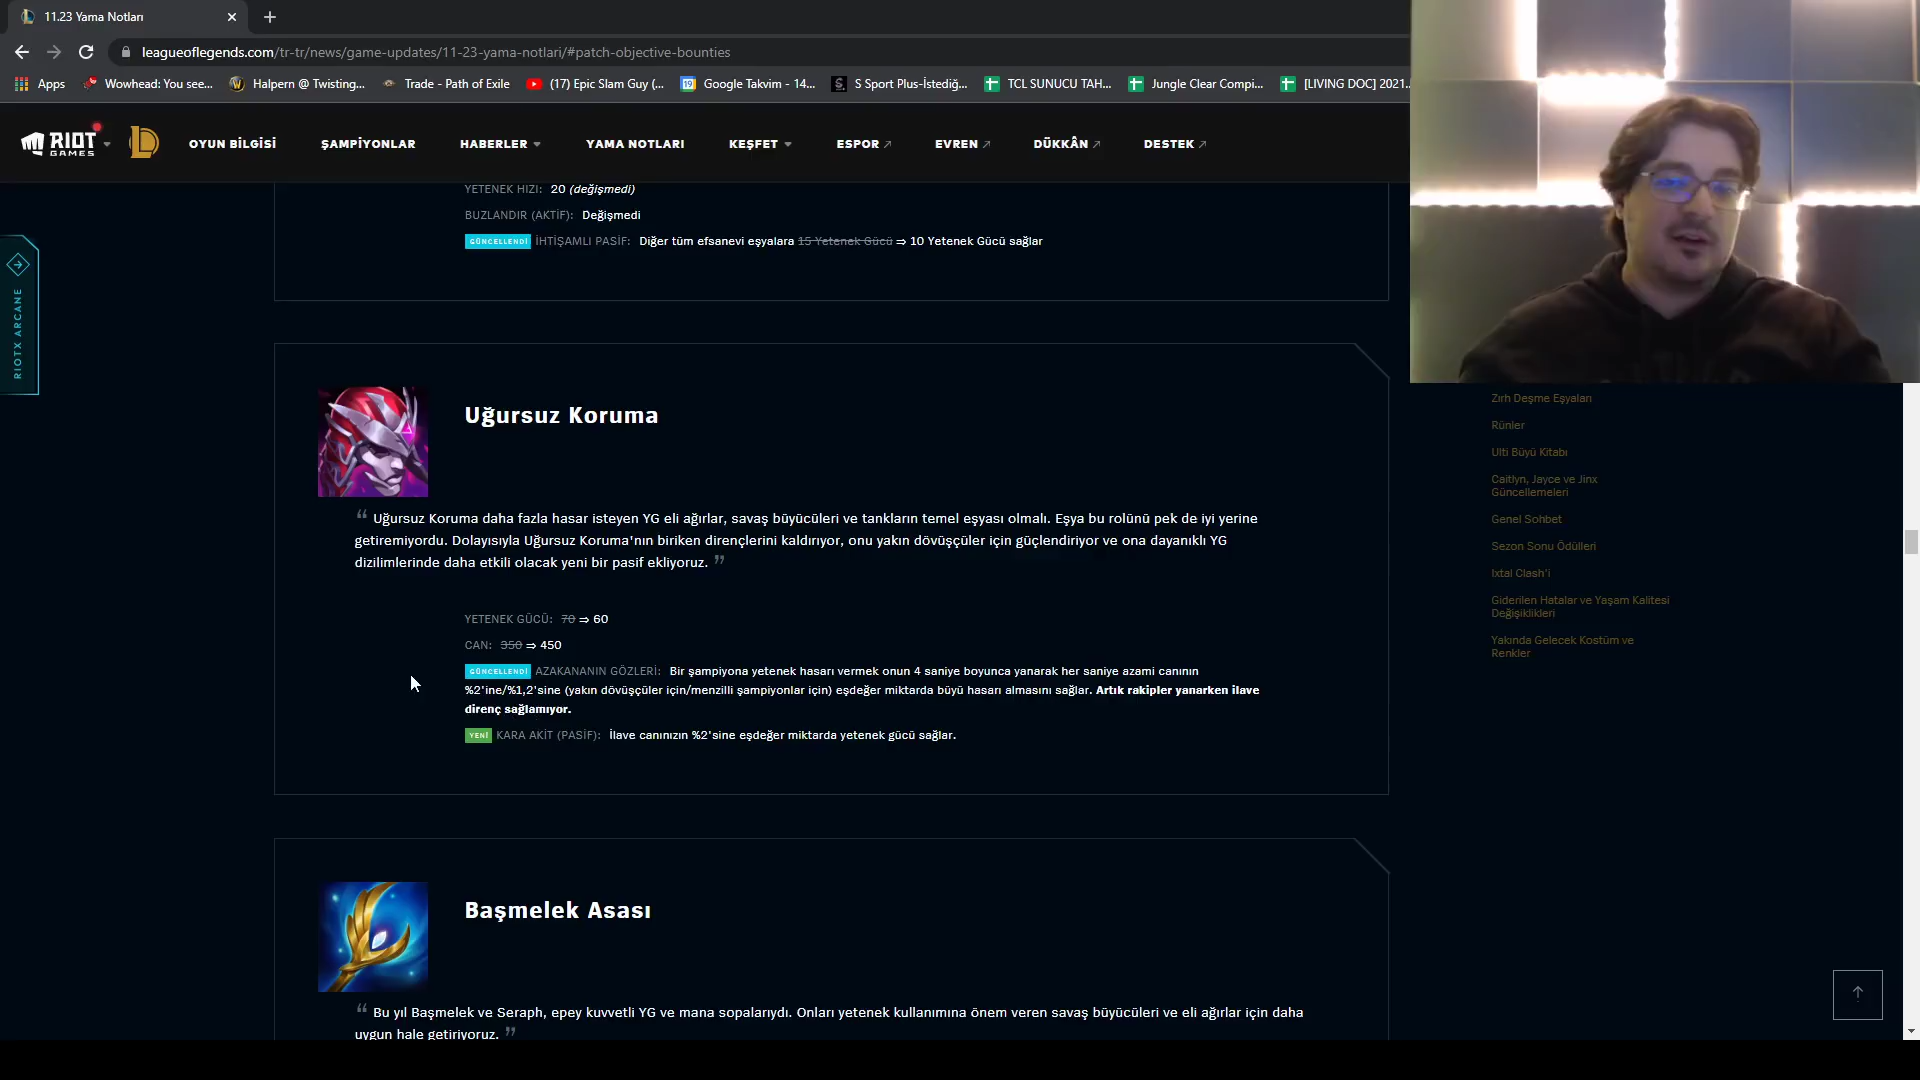 11.23 Yama Notları
leagueoflegends.com/tr-tr/news/game-updates/11-23-yama-notlari/#patch-objective-bounties
Apps
Wowhead: You see...
Halpern @ Twisting...
Trade - Path of Exile
(17) Epic Slam Guy (...
Google Takvim - 14...
S Sport Plus-İstediğ...
TCL SUNUCU TAH...
Jungle Clear Compi...
[LIVING DOC] 2021...
RIOT
GAMES
OYUN BİLGİSİ
ŞAMPİYONLAR
HABERLER
YAMA NOTLARI
KEŞFET
ESPOR
EVREN
DÜKKÂN
DESTEK
RIOTX ARCANE
YETENEK HIZI: 20 (değişmedi)
BUZLANDIR (AKTİF): Değişmedi
GÜNCELLENDİ İHTİŞAMLI PASİF: Diğer tüm efsanevi eşyalara 15 Yetenek Gücü ⇒ 10 Yetenek Gücü sağlar
Uğursuz Koruma
“ Uğursuz Koruma daha fazla hasar isteyen YG eli ağırlar, savaş büyücüleri ve tankların temel eşyası olmalı. Eşya bu rolünü pek de iyi yerine
getiremiyordu. Dolayısıyla Uğursuz Koruma'nın biriken dirençlerini kaldırıyor, onu yakın dövüşçüler için güçlendiriyor ve ona dayanıklı YG
dizilimlerinde daha etkili olacak yeni bir pasif ekliyoruz. ”
YETENEK GÜCÜ: 70 ⇒ 60
CAN: 350 ⇒ 450
GÜNCELLENDİ AZAKANANIN GÖZLERİ: Bir şampiyona yetenek hasarı vermek onun 4 saniye boyunca yanarak her saniye azami canının
%2'ine/%1,2'sine (yakın dövüşçüler için/menzilli şampiyonlar için) eşdeğer miktarda büyü hasarı almasını sağlar. Artık rakipler yanarken ilave
direnç sağlamıyor.
YENİ KARA AKİT (PASİF): İlave canınızın %2'sine eşdeğer miktarda yetenek gücü sağlar.
Başmelek Asası
“ Bu yıl Başmelek ve Seraph, epey kuvvetli YG ve mana sopalarıydı. Onları yetenek kullanımına önem veren savaş büyücüleri ve eli ağırlar için daha
uygun hale getiriyoruz. ”
Zırh Deşme Eşyaları
Rünler
Ulti Büyü Kitabı
Caitlyn, Jayce ve Jinx
Güncellemeleri
Genel Sohbet
Sezon Sonu Ödülleri
Ixtal Clash'i
Giderilen Hatalar ve Yaşam Kalitesi
Değişiklikleri
Yakında Gelecek Kostüm ve
Renkler